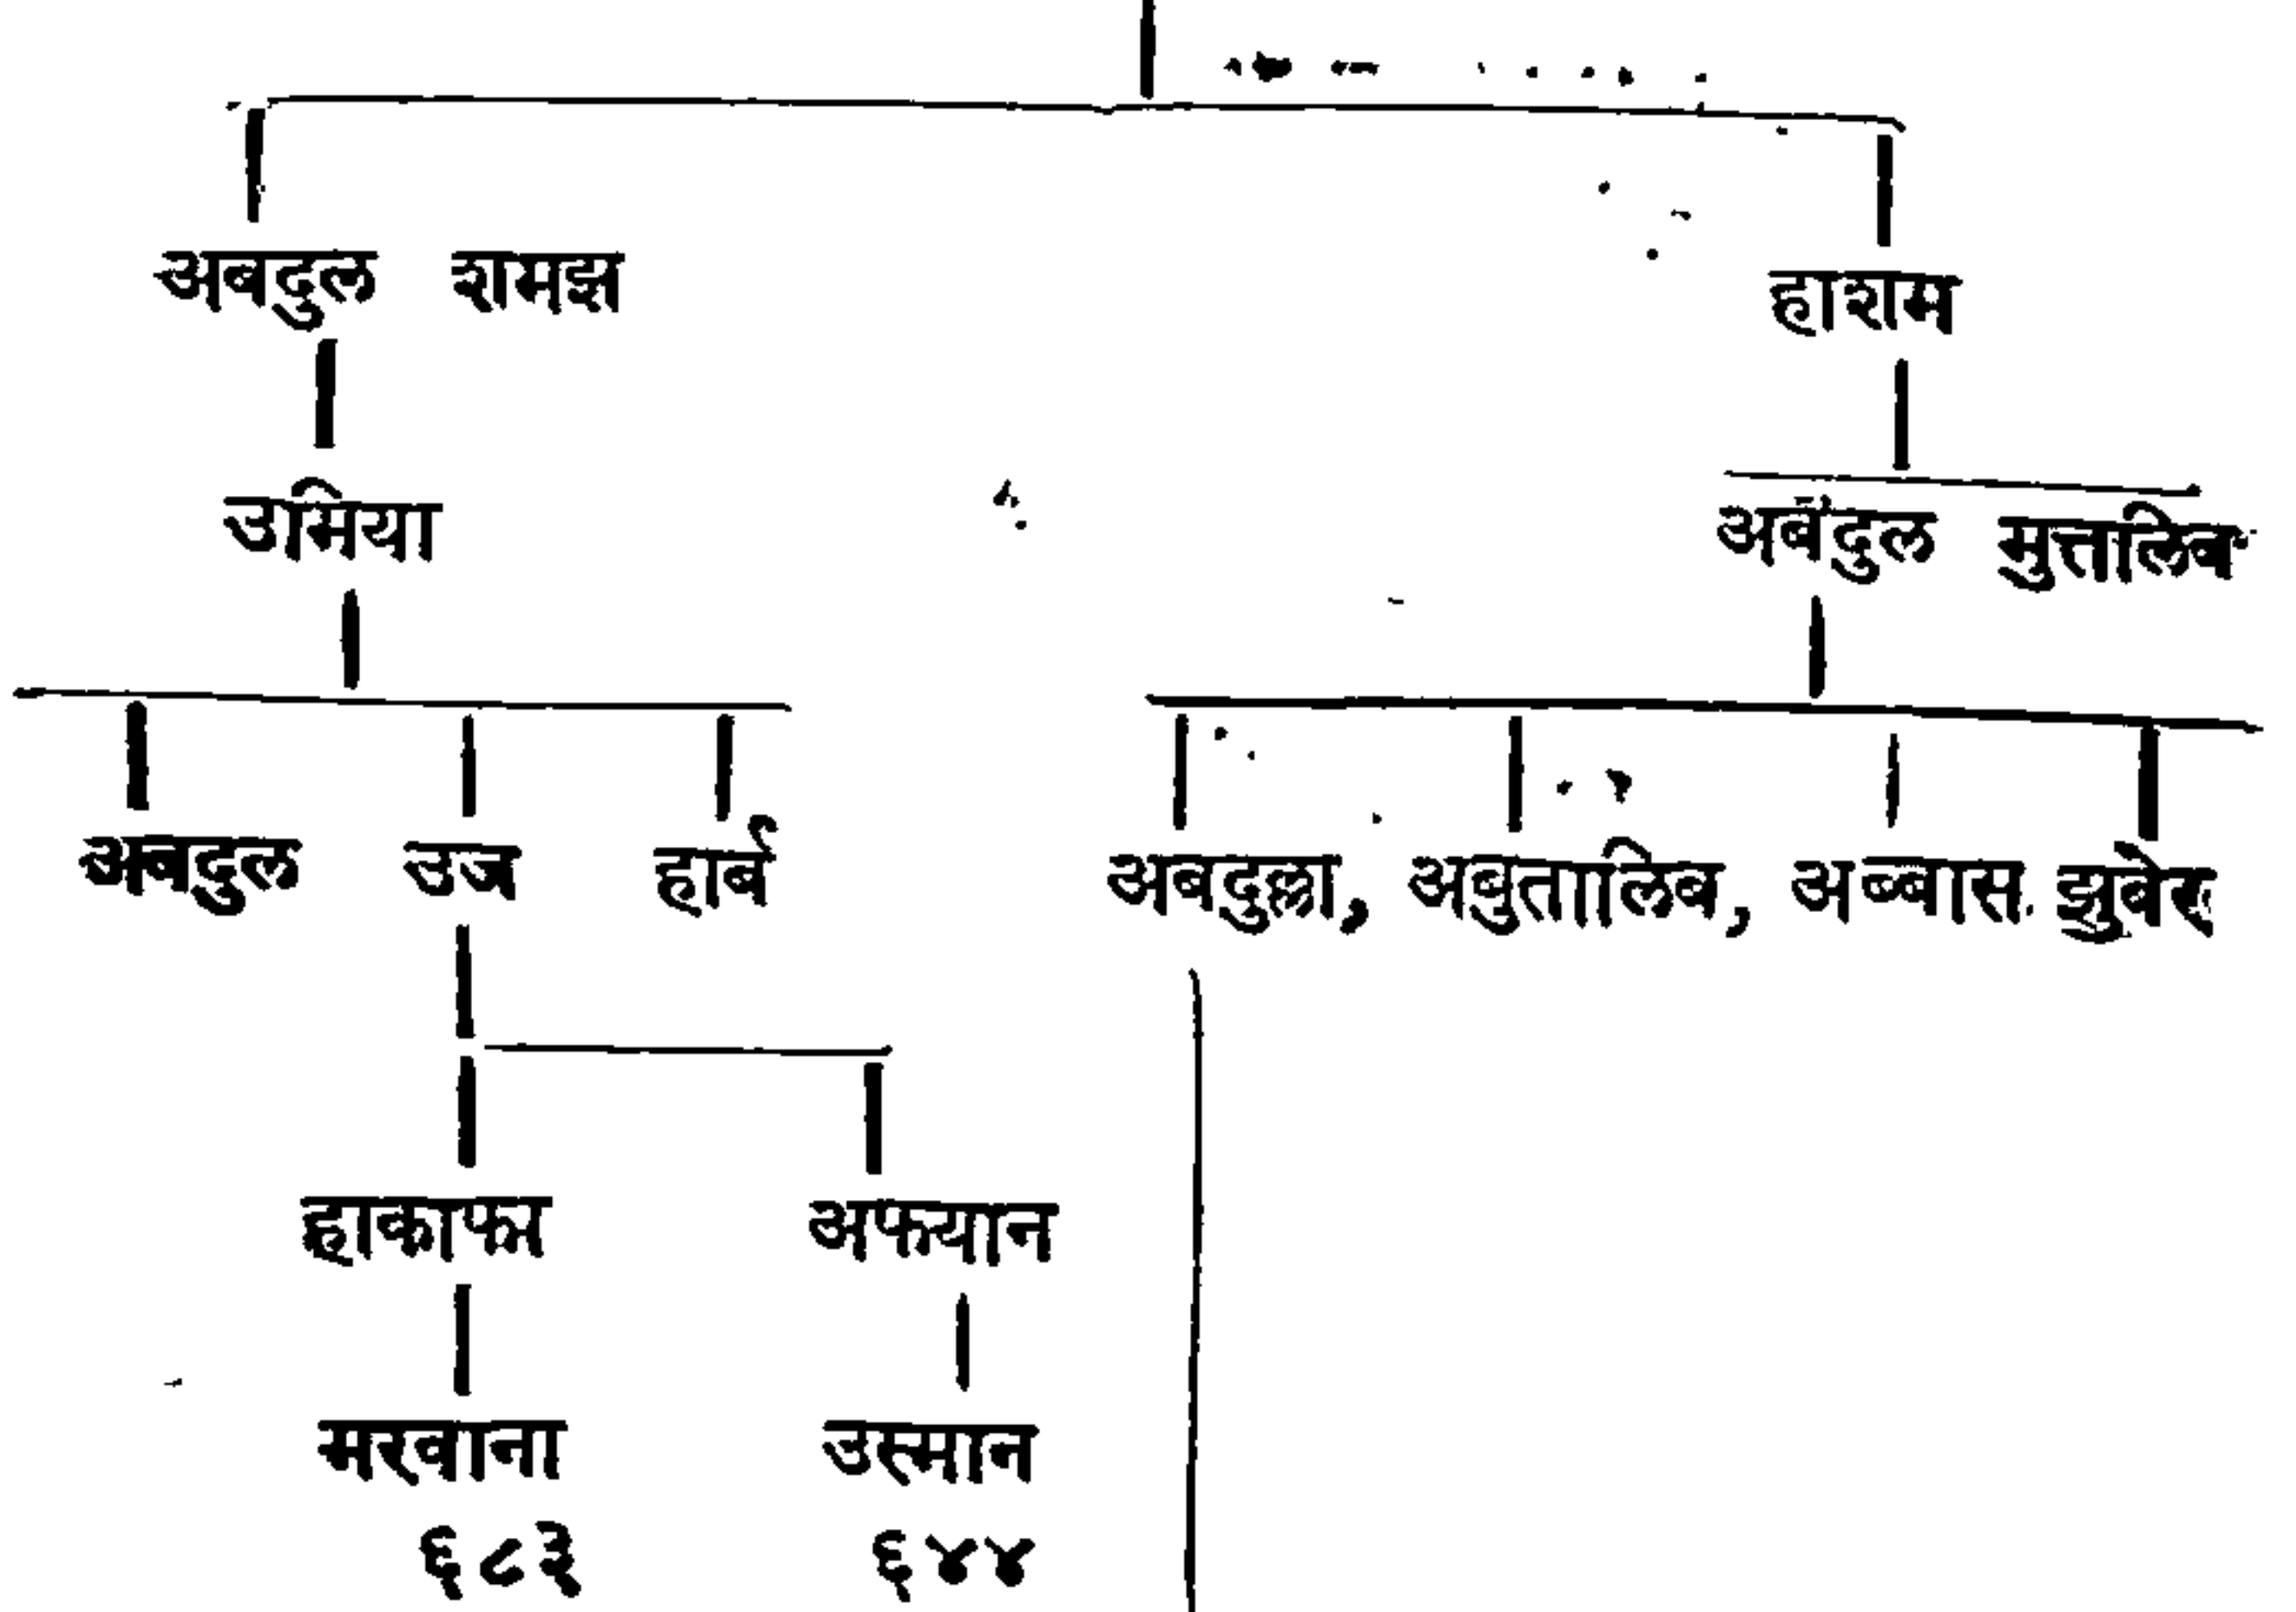 अबदुल शमझ हाशम
उमिया अबदुल मुत्तलिब
अबदुल उज्र हार्ब अबदुल्ला, अबुतालिब, अब्बास. झुबेर
हाकाफा अफ्यान
मरवाना उस्मान
६८३ ६४४